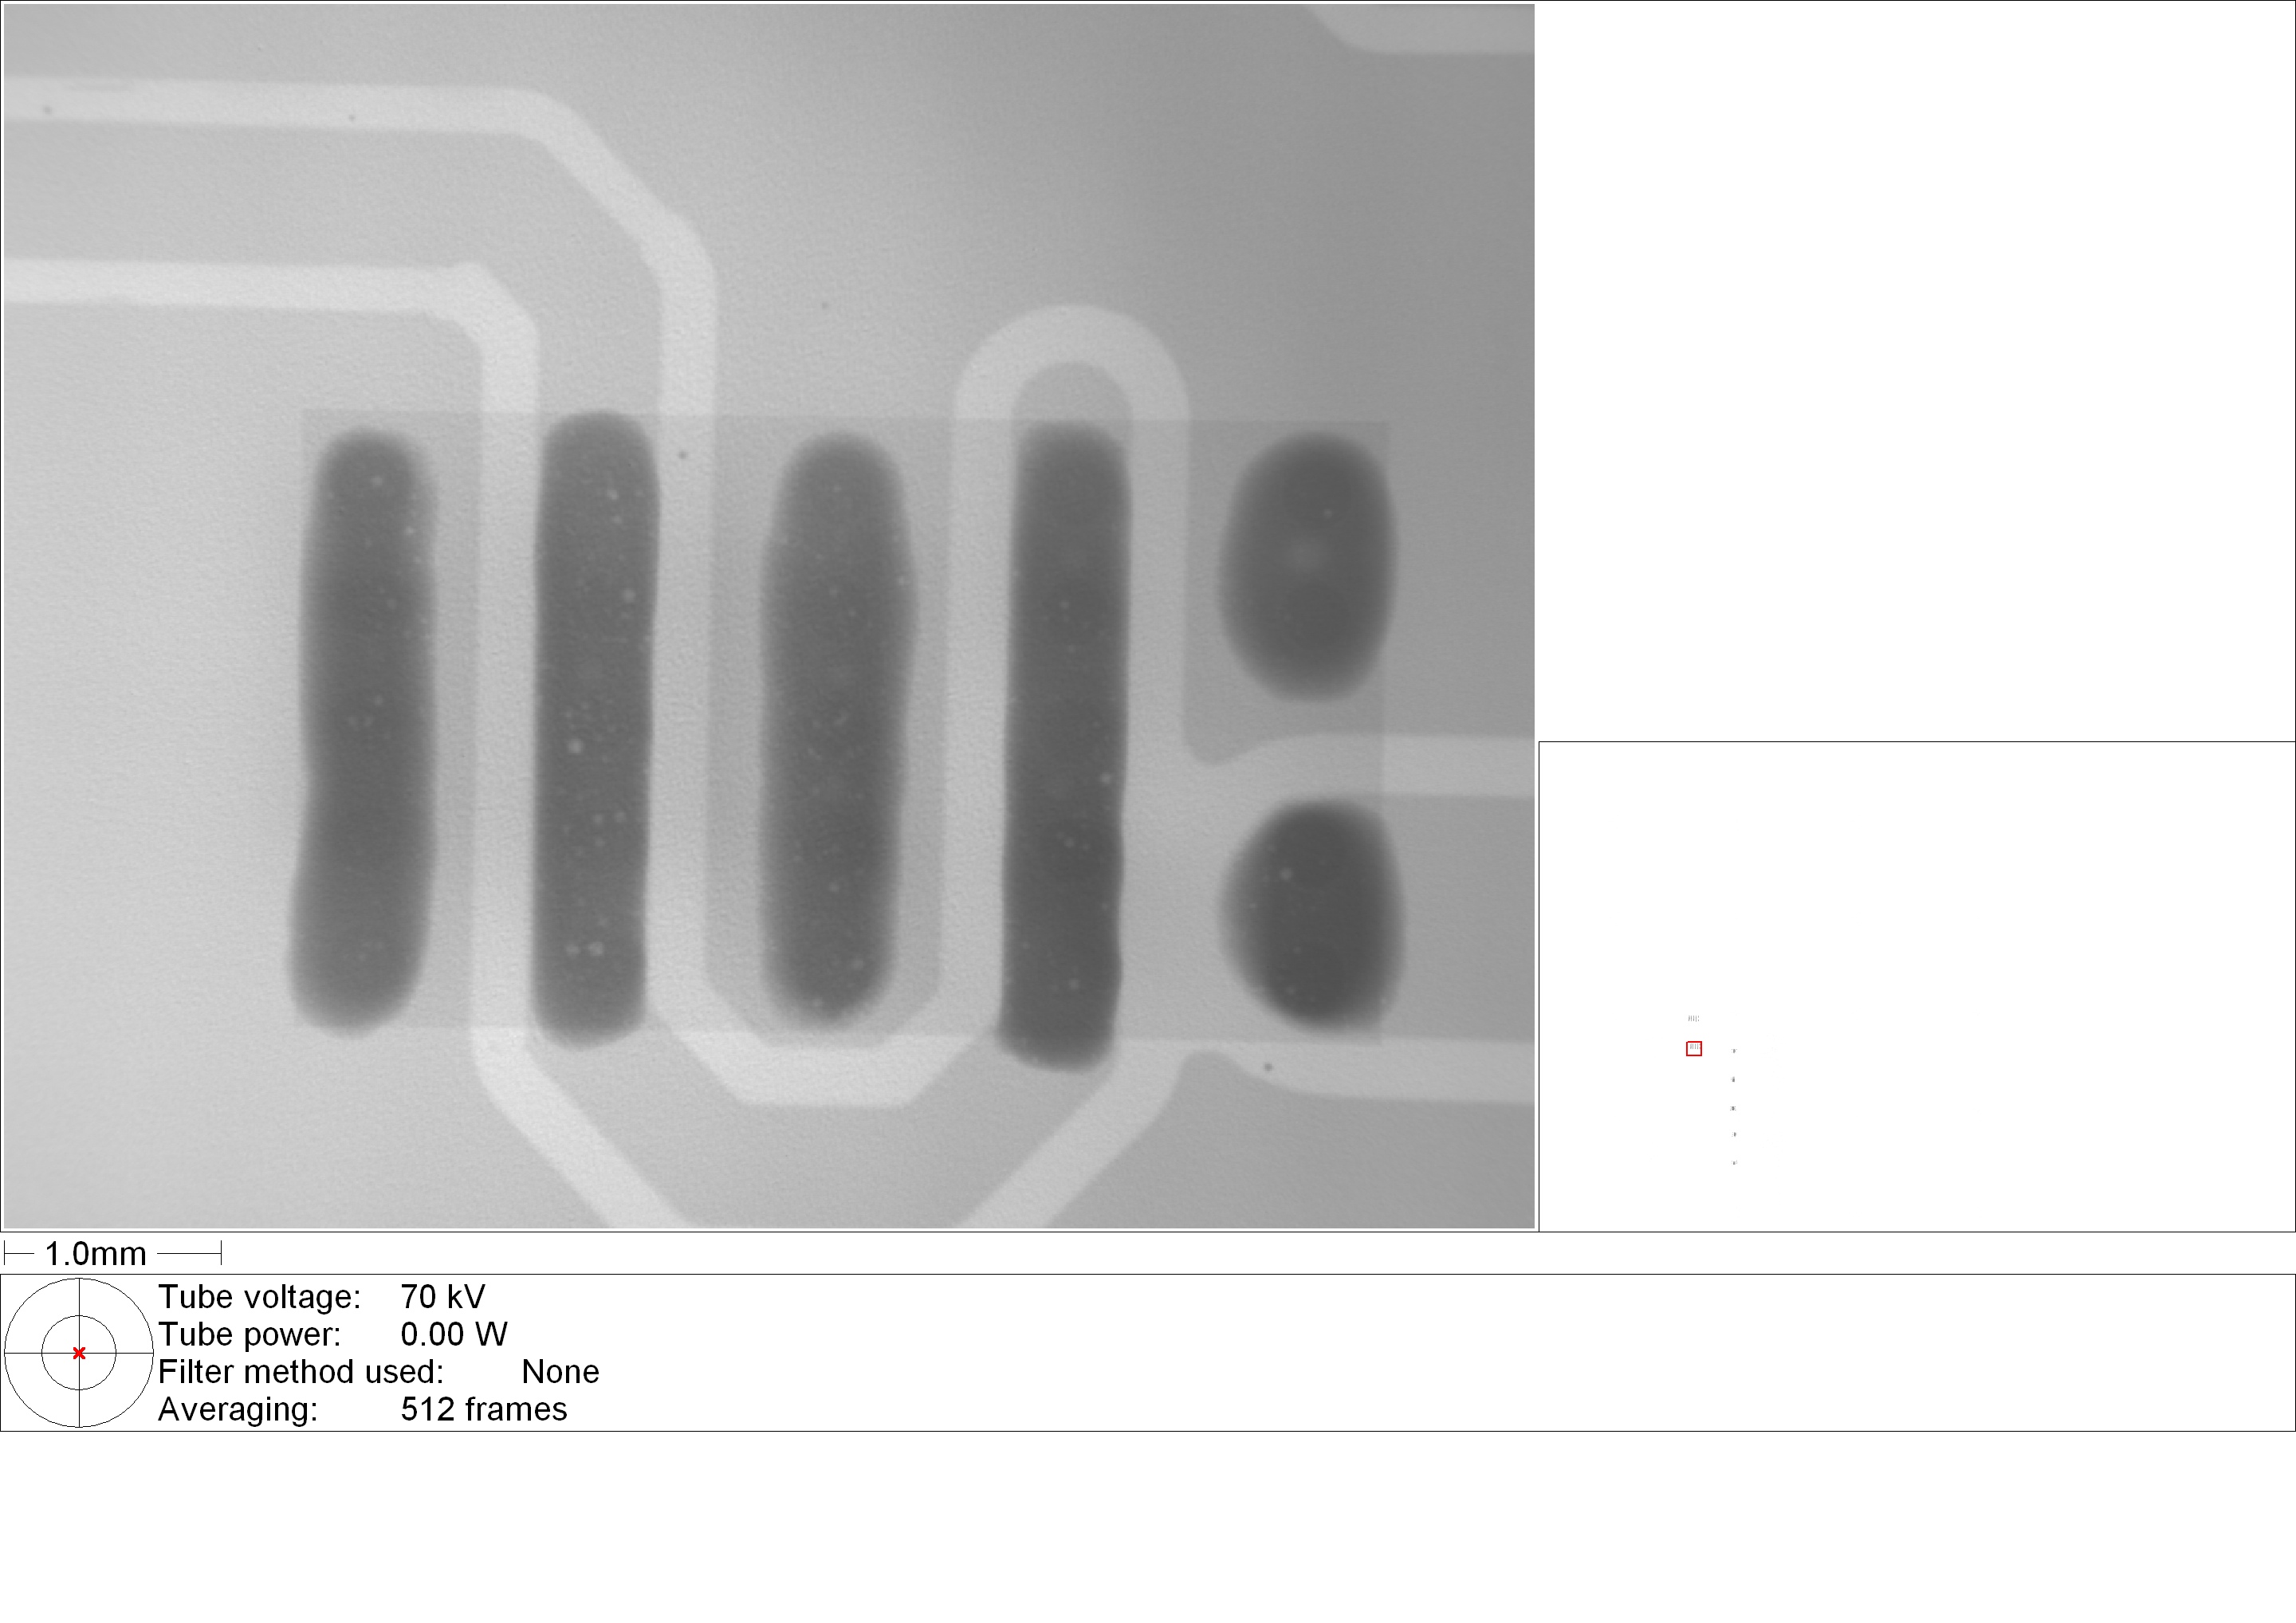 1.0mm
Tube voltage: 70 kV
Tube power: 0.00 W
Filter method used: None
Averaging: 512 frames